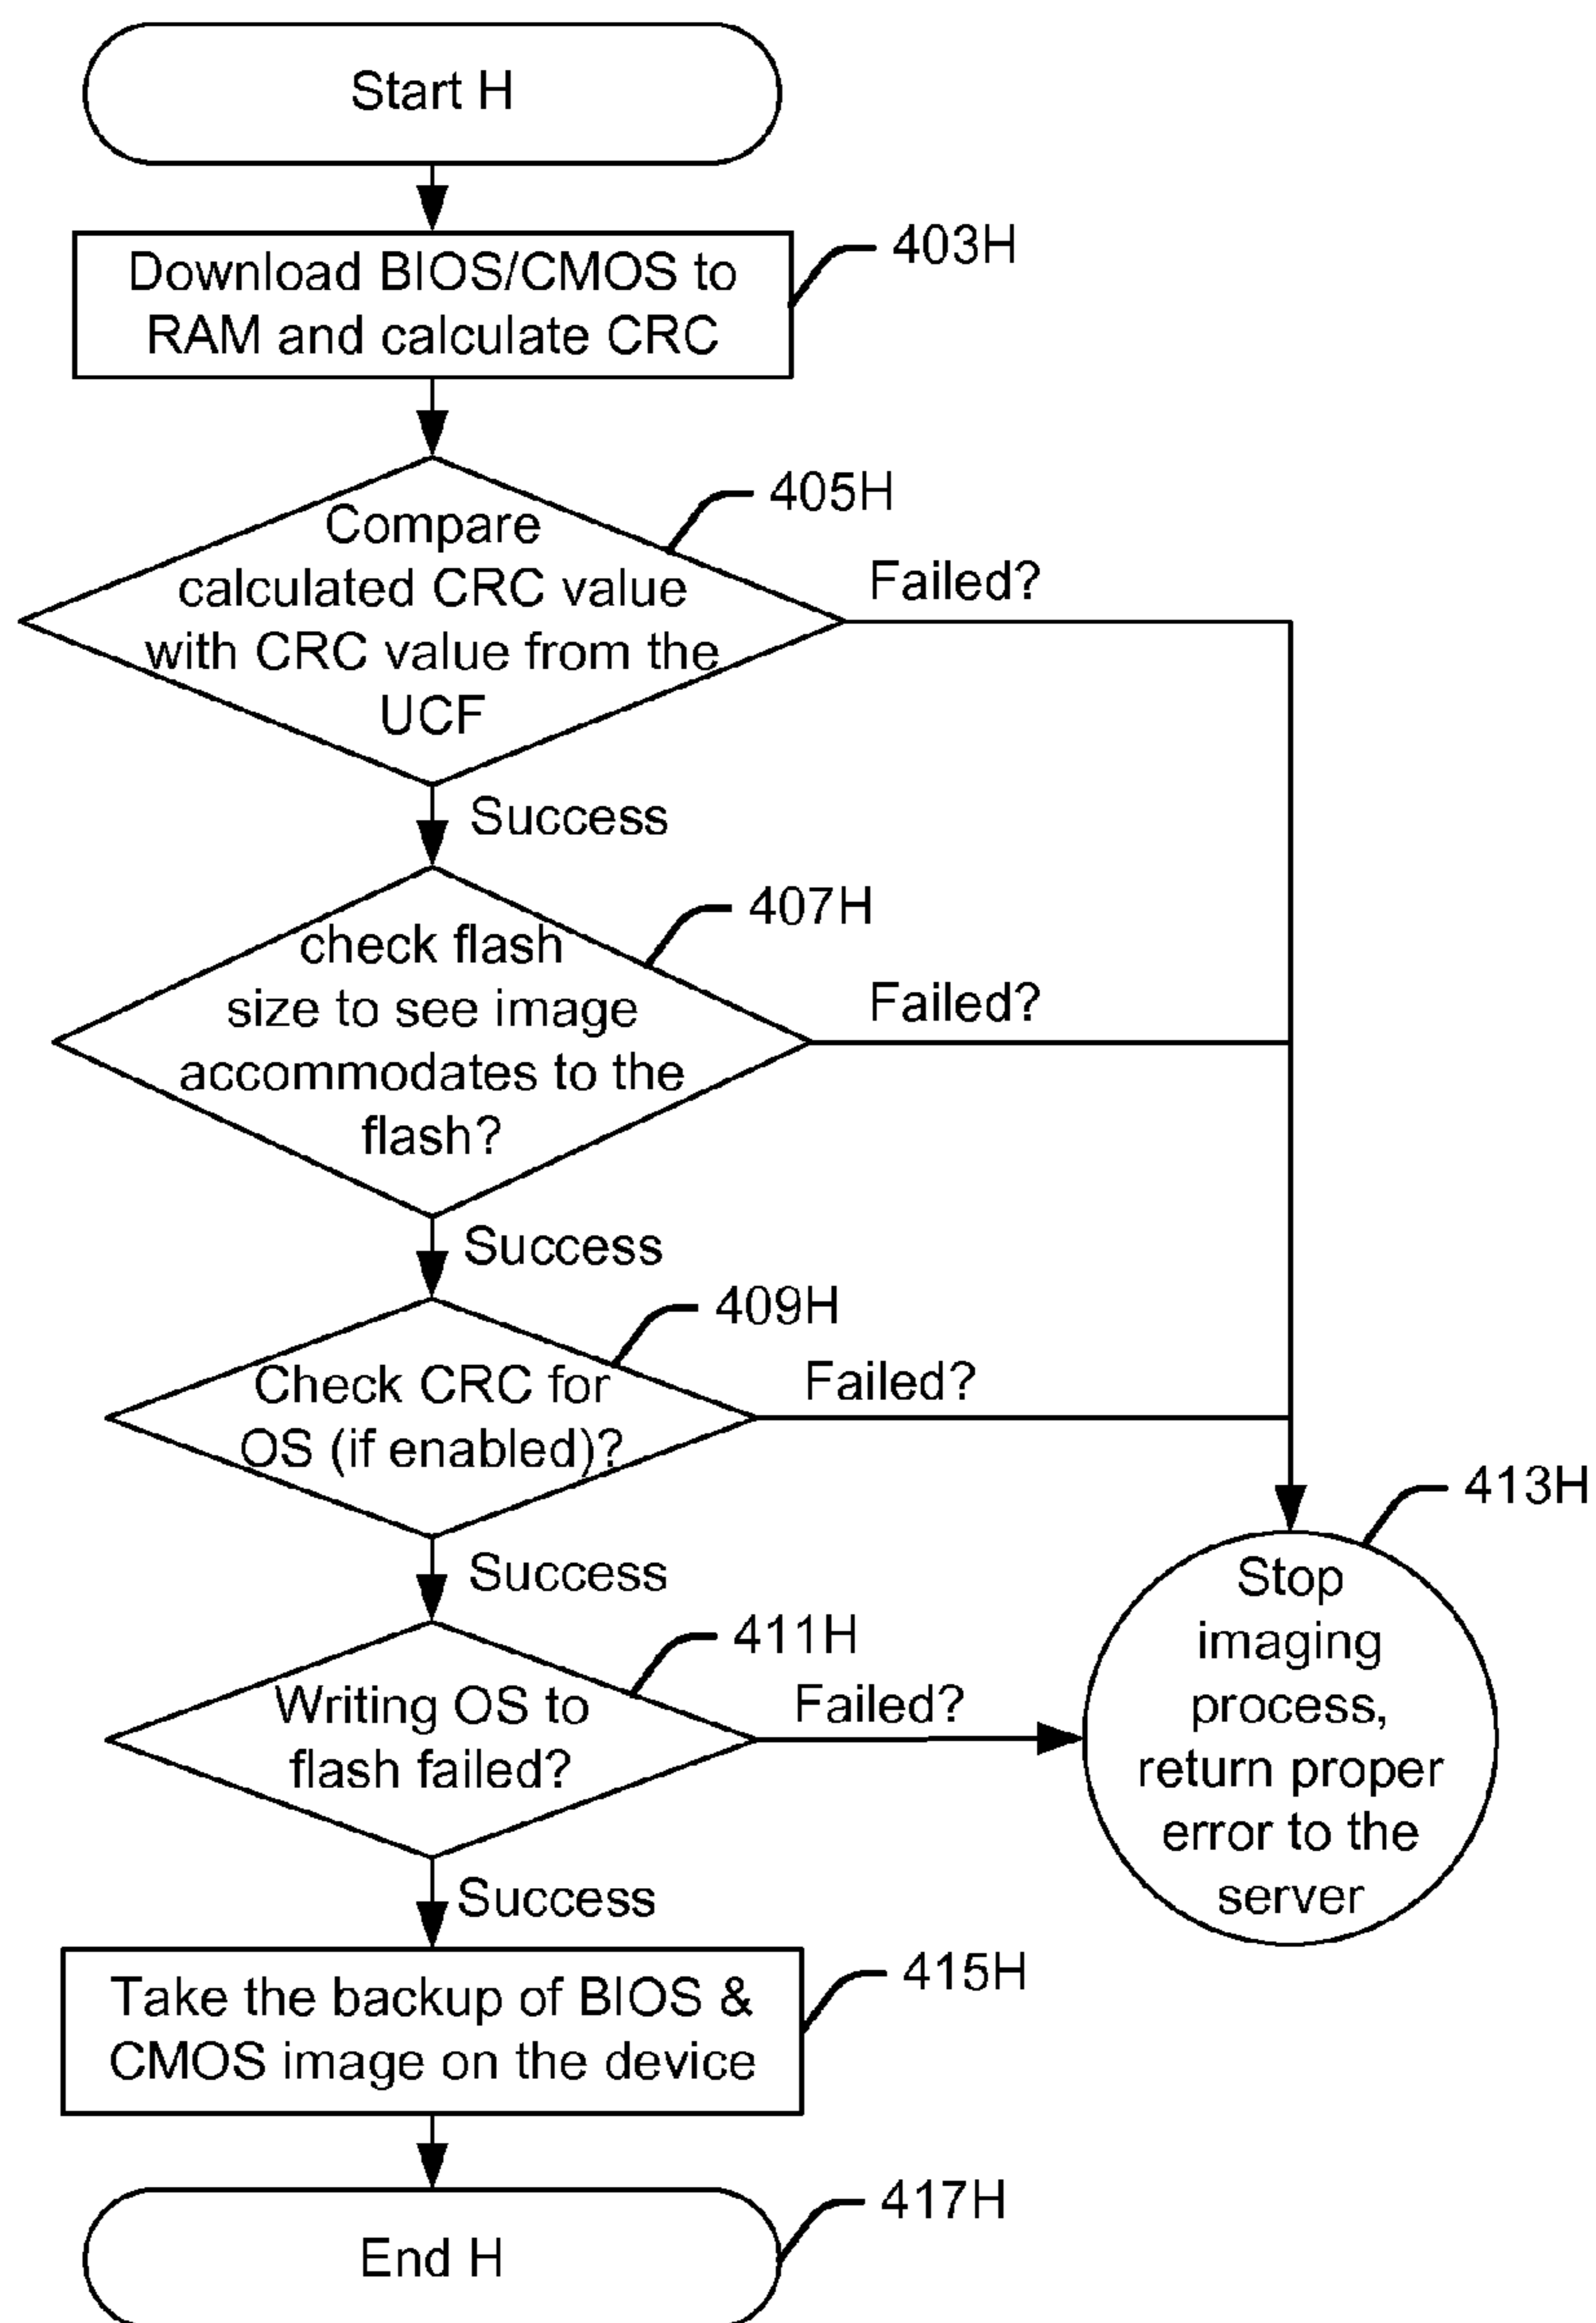 Start H
403H
Download BIOS/CMOS to
RAM and calculate CRC
405H
Compare
calculated CRC value
with CRC value from the
UCF
Failed?
Success
407H
check flash
size to see image
accommodates to the
flash?
Failed?
Success
409H
Check CRC for
OS (if enabled)?
Failed?
Success
413H
Stop
imaging
process,
return proper
error to the
server
411H
Writing OS to
flash failed?
Failed?
Success
415H
Take the backup of BIOS &
CMOS image on the device
417H
End H